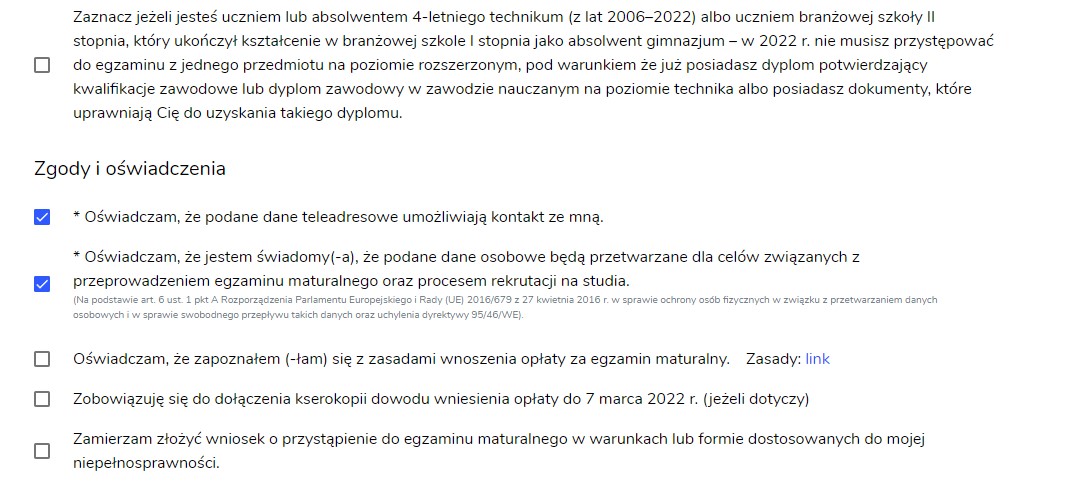 Zaznacz jeżeli jesteś uczniem lub absolwentem 4-letniego technikum (z lat 2006–2022) albo uczniem branżowej szkoły II
stopnia, który ukończył kształcenie w branżowej szkole I stopnia jako absolwent gimnazjum – w 2022 r. nie musisz przystępować
do egzaminu z jednego przedmiotu na poziomie rozszerzonym, pod warunkiem że już posiadasz dyplom potwierdzający
kwalifikacje zawodowe lub dyplom zawodowy w zawodzie nauczanym na poziomie technika albo posiadasz dokumenty, które
uprawniają Cię do uzyskania takiego dyplomu.
Zgody i oświadczenia
* Oświadczam, że podane dane teleadresowe umożliwiają kontakt ze mną.
* Oświadczam, że jestem świadomy(-a), że podane dane osobowe będą przetwarzane dla celów związanych z
przeprowadzeniem egzaminu maturalnego oraz procesem rekrutacji na studia.
(Na podstawie art. 6 ust. 1 pkt A Rozporządzenia Parlamentu Europejskiego i Rady (UE) 2016/679 z 27 kwietnia 2016 r. w sprawie ochrony osób fizycznych w związku z przetwarzaniem danych
osobowych i w sprawie swobodnego przepływu takich danych oraz uchylenia dyrektywy 95/46/WE).
Oświadczam, że zapoznałem (-łam) się z zasadami wnoszenia opłaty za egzamin maturalny. Zasady: link
Zobowiązuję się do dołączenia kserokopii dowodu wniesienia opłaty do 7 marca 2022 r. (jeżeli dotyczy)
Zamierzam złożyć wniosek o przystąpienie do egzaminu maturalnego w warunkach lub formie dostosowanych do mojej
niepełnosprawności.